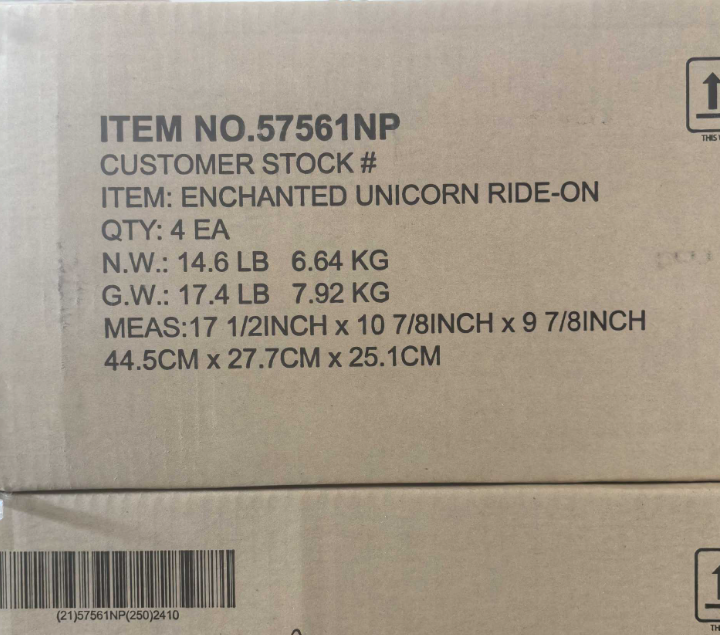 ITEM NO.57561NP
CUSTOMER STOCK #
ITEM: ENCHANTED UNICORN RIDE-ON
QTY: 4 EA
N.W.: 14.6 LB 6.64 KG
G.W.: 17.4 LB 7.92 KG
MEAS:17 1/2INCH x 10 7/8INCH x 9 7/8INCH
44.5CM x 27.7CM x 25.1CM
THIS
(21)57561NP(250)2410
TH